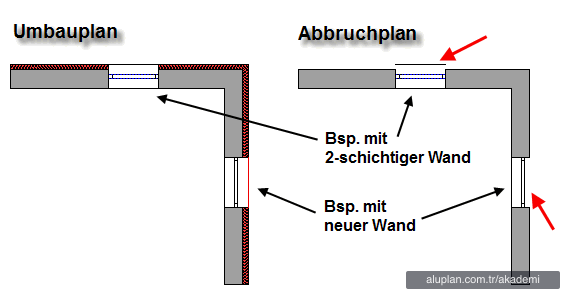 Umbauplan
Abbruchplan
Bsp. mit
2-schichtiger Wand
Bsp. mit
neuer Wand
aluplan.com.tr/akademi